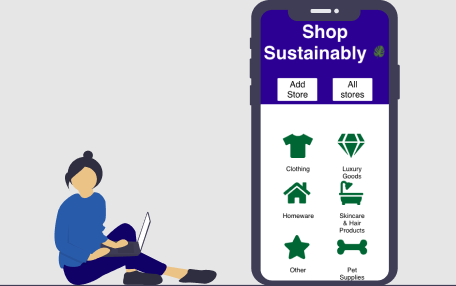 Shop
Sustainably
Add
Store
All
stores
Clothing
Luxury
Goods
Homeware
Skincare
& Hair
Products
Other
Pet
Supplies